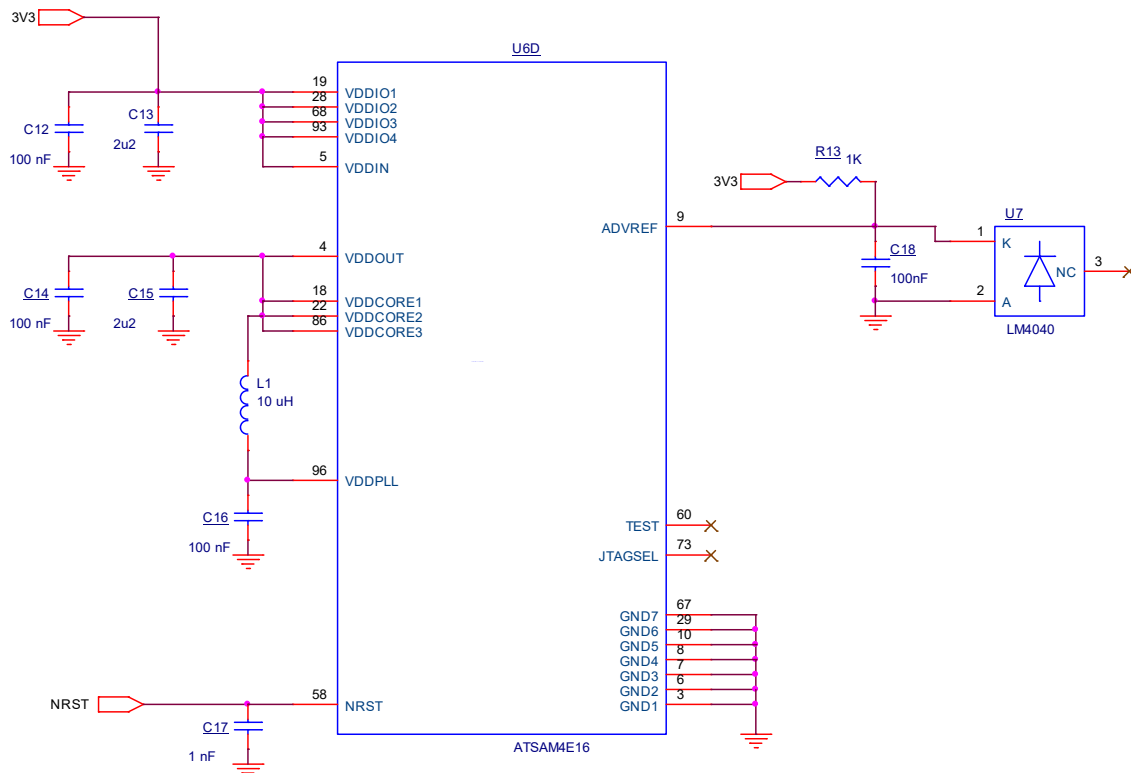 3V3
U6D
19 VDDIO1
28 VDDIO2
68 VDDIO3
93 VDDIO4
5 VDDIN
C12
100 nF
C13
2u2
4 VDDOUT
18 VDDCORE1
22 VDDCORE2
86 VDDCORE3
C14
100 nF
C15
2u2
L1
10 uH
96 VDDPLL
C16
100 nF
NRST
58 NRST
C17
1 nF
ADVREF 9
3V3
R13 1K
C18
100nF
U7
1 K
2 A
NC 3
LM4040
TEST 60
JTAGSEL 73
GND7 67
GND6 29
GND5 10
GND4 8
GND3 7
GND2 6
GND1 3
ATSAM4E16